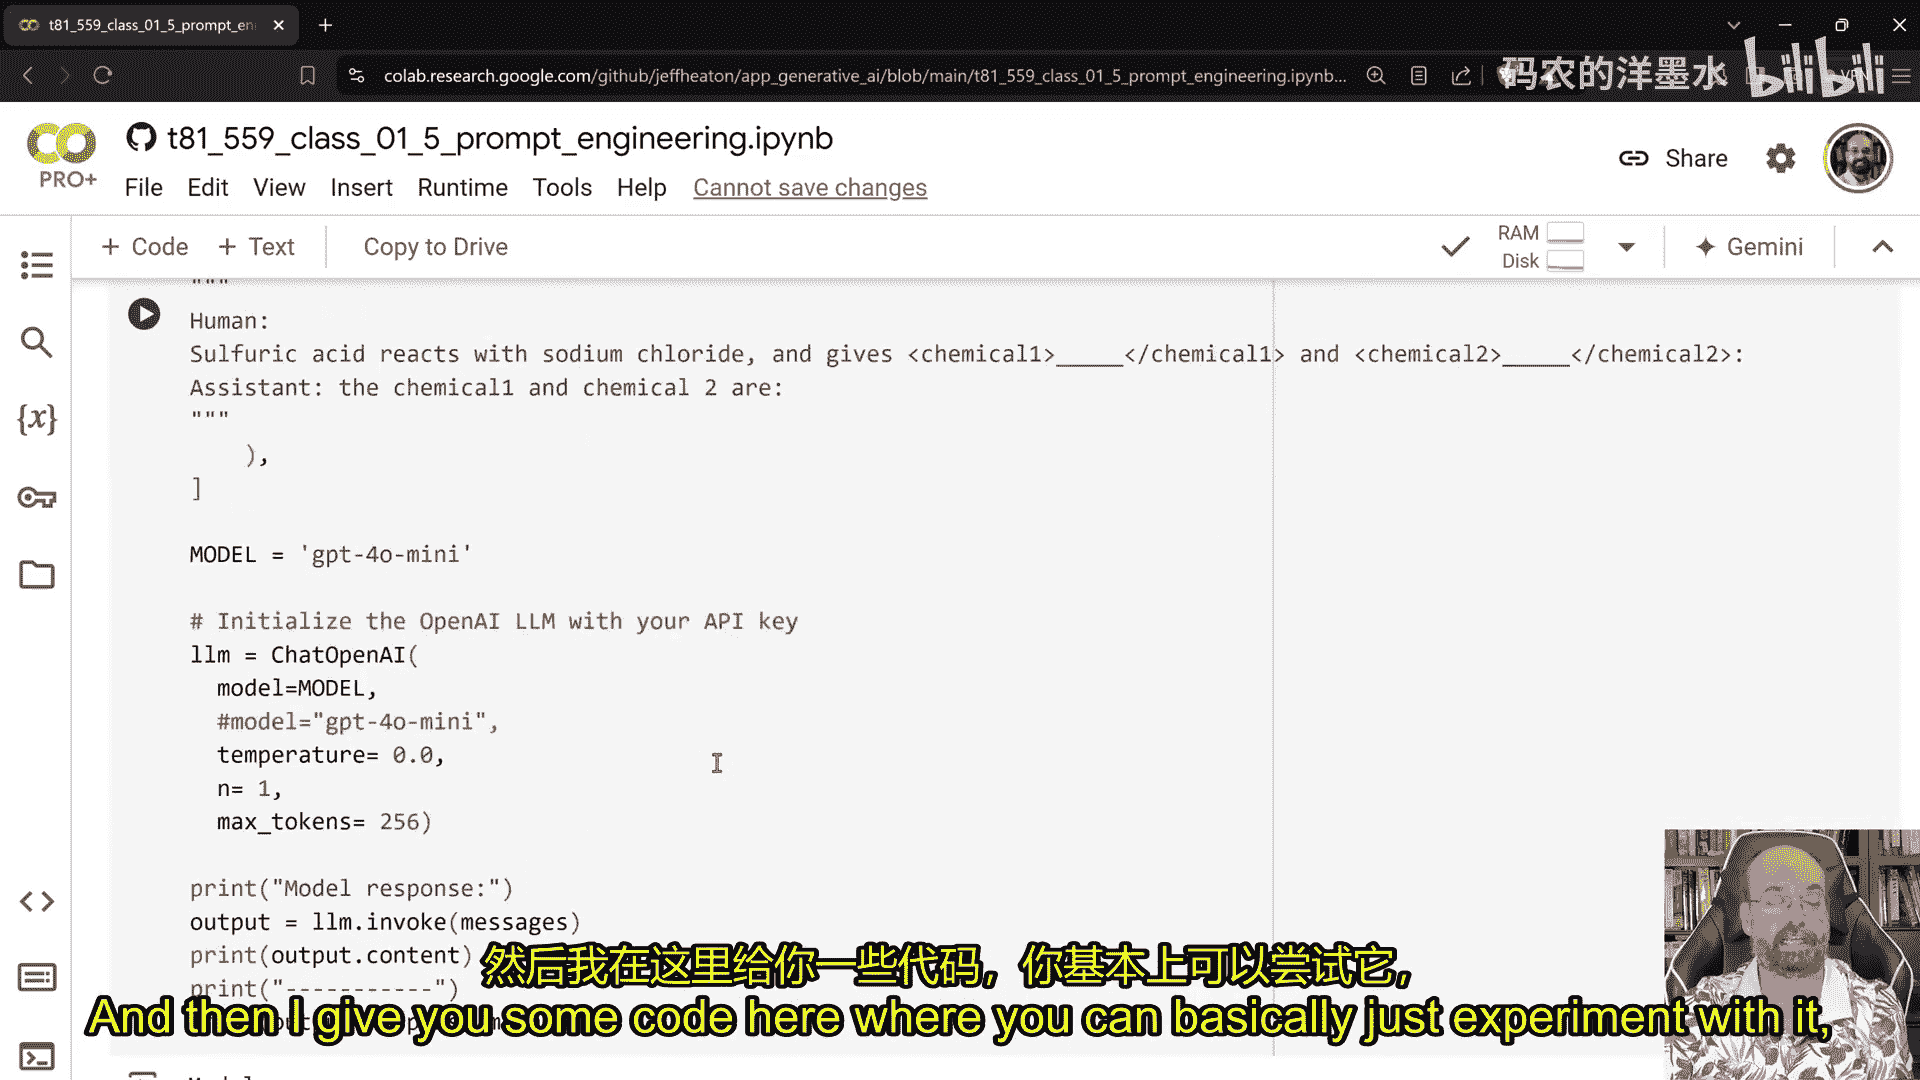 t81_559_class_01_5_prompt_en
colab.research.google.com/github/jeffheaton/app_generative_ai/blob/main/t81_559_class_01_5_prompt_engineering.ipynb...
码农的洋墨水 bilibili
CO
PRO+
t81_559_class_01_5_prompt_engineering.ipynb
Share
File Edit View Insert Runtime Tools Help Cannot save changes
+ Code + Text Copy to Drive
RAM
Disk
Gemini
"""
Human:
Sulfuric acid reacts with sodium chloride, and gives <chemical1>_____</chemical1> and <chemical2>_____</chemical2>:
Assistant: the chemical1 and chemical 2 are:
"""
),
]
MODEL = 'gpt-4o-mini'
# Initialize the OpenAI LLM with your API key
llm = ChatOpenAI(
model=MODEL,
#model="gpt-4o-mini",
temperature= 0.0,
n= 1,
max_tokens= 256)
print("Model response:")
output = llm.invoke(messages)
print(output.content)
print("-----------")
然后我在这里给你一些代码，你基本上可以尝试它，
And then I give you some code here where you can basically just experiment with it,